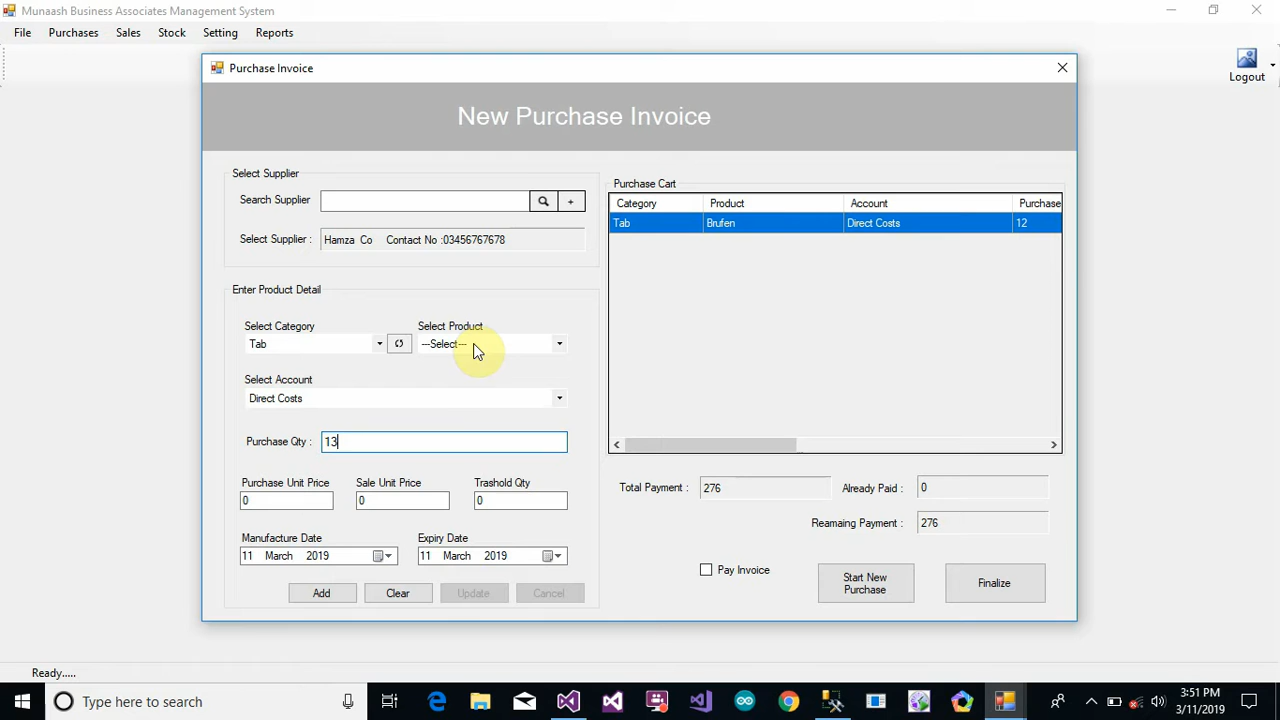 Munaash Business Associates Management System
File Purchases Sales Stock Setting Reports
Logout
Purchase Invoice
New Purchase Invoice
Select Supplier
Search Supplier +
Select Supplier : Hamza Co Contact No :03456767678
Enter Product Detail
Select Category Select Product
Tab ---Select---
Select Account
Direct Costs
Purchase Qty : 13
Purchase Unit Price Sale Unit Price Trashold Qty
0 0 0
Manufacture Date Expiry Date
11 March 2019 11 March 2019
Add Clear Update Cancel
Purchase Cart
Category Product Account Purchase
Tab Brufen Direct Costs 12
Total Payment : 276 Already Paid : 0
Reamaing Payment : 276
Pay Invoice Start New Purchase Finalize
Ready.....
Type here to search
3:51 PM
3/11/2019